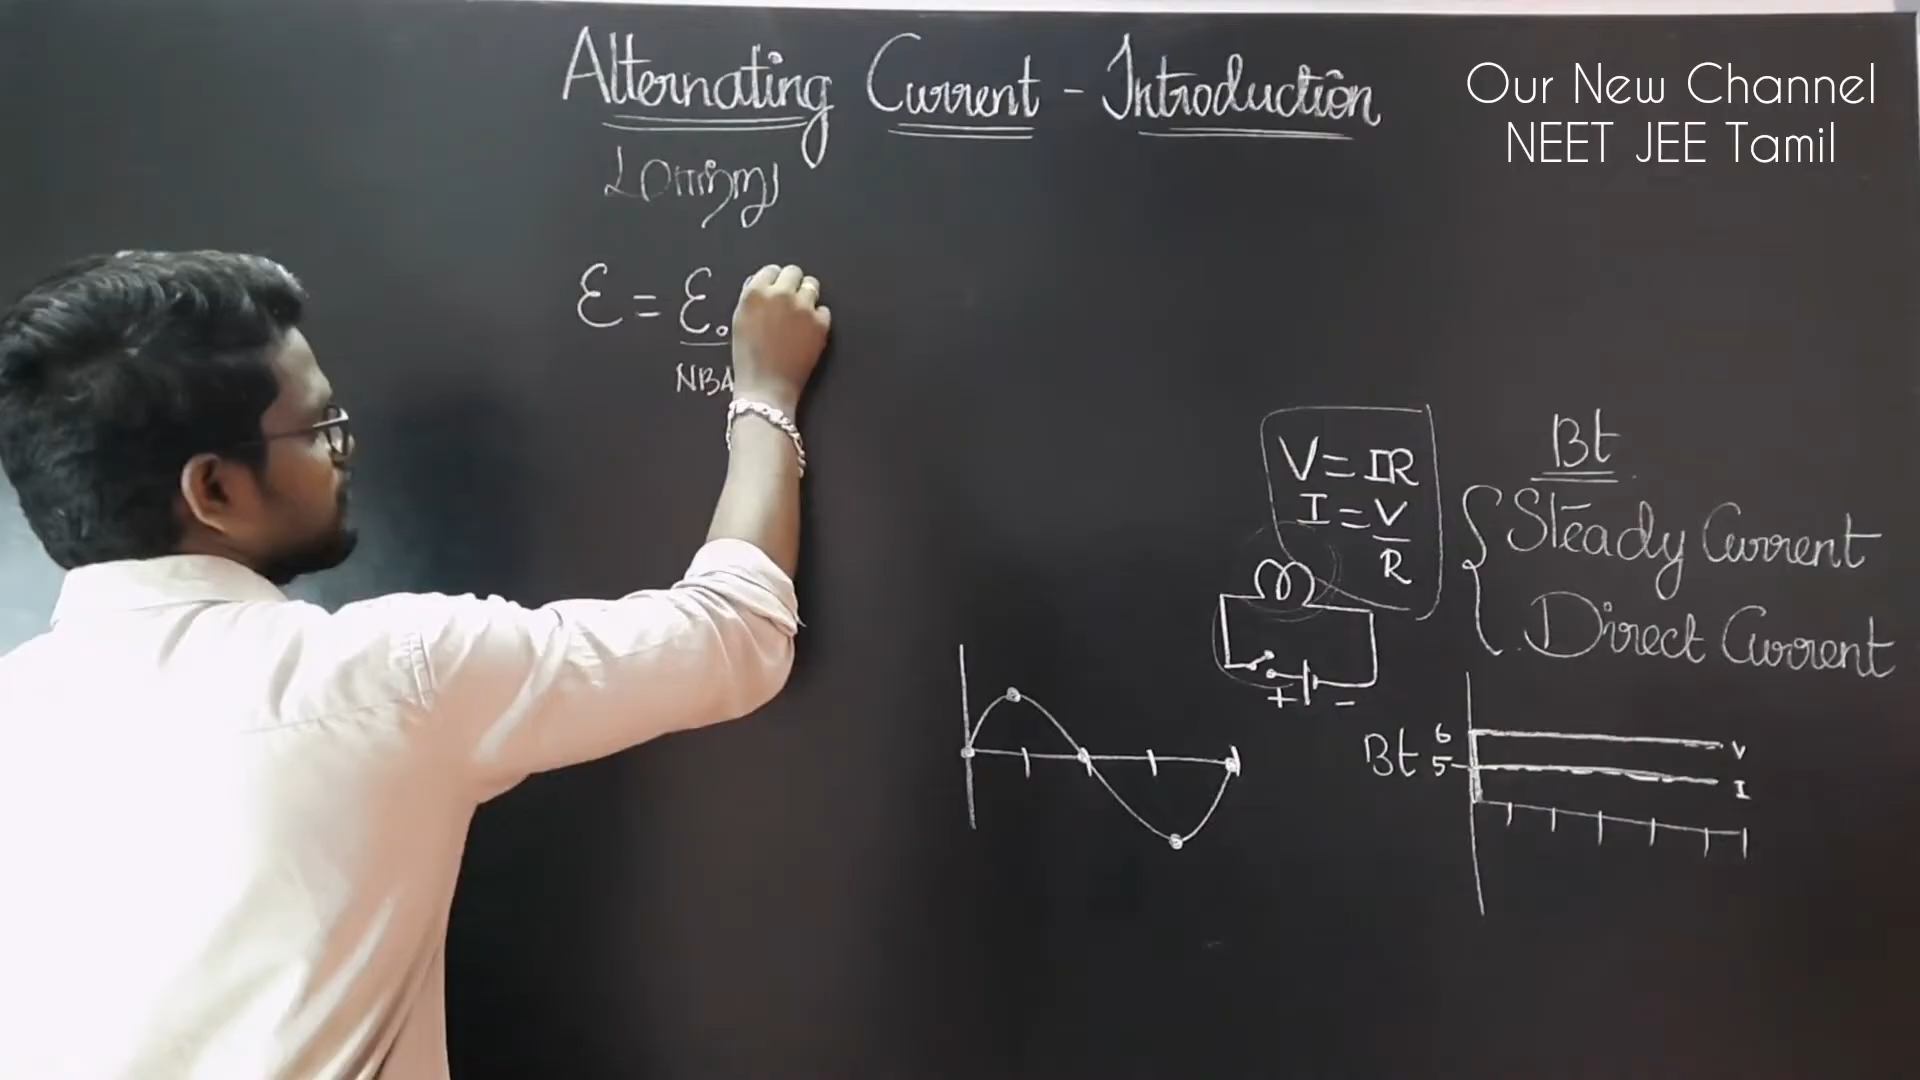 Alternating Current - Introduction
Our New Channel
NEET JEE Tamil
மாற்று
ε = ε₀
NBA
V = IR
I = V/R
Bt
Steady Current
Direct Current
+ -
Bt 6 V
5 I